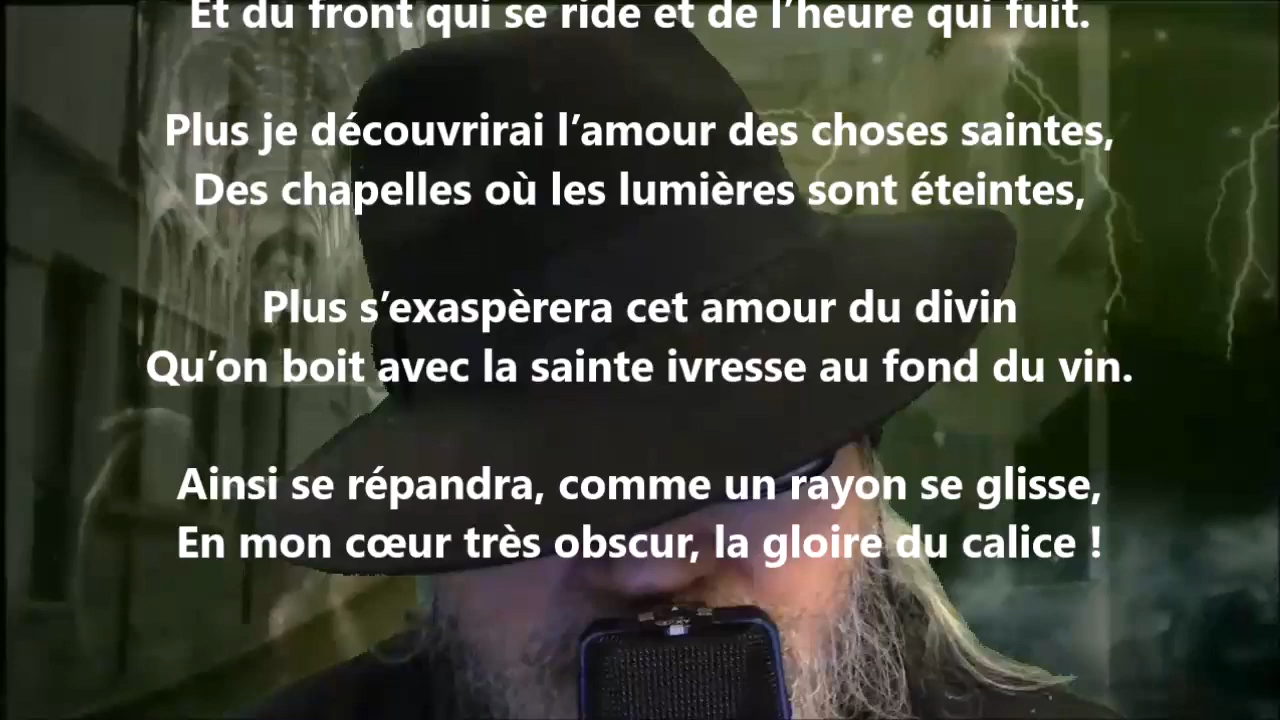 Et du front qui se ride et de l’heure qui fuit.
Plus je découvrirai l’amour des choses saintes,
Des chapelles où les lumières sont éteintes,
Plus s’exaspèrera cet amour du divin
Qu’on boit avec la sainte ivresse au fond du vin.
Ainsi se répandra, comme un rayon se glisse,
En mon cœur très obscur, la gloire du calice !